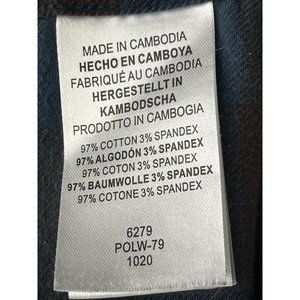 MADE IN CAMBODIA
HECHO EN CAMBOYA
FABRIQUÉ AU CAMBODIA
HERGESTELLT IN
KAMBODSCHA
PRODOTTO IN CAMBOGIA
97% COTTON 3% SPANDEX
97% ALGODÓN 3% SPANDEX
97% COTON 3% SPANDEX
97% BAUMWOLLE 3% SPANDEX
97% COTONE 3% SPANDEX
6279
POLW-79
1020